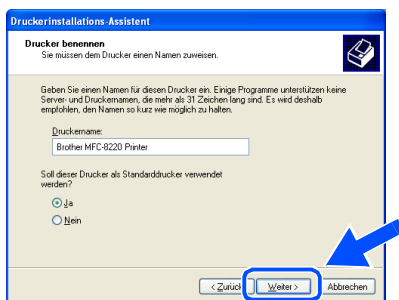 Druckerinstallations-Assistent
Drucker benennen
Sie müssen dem Drucker einen Namen zuweisen.
Geben Sie einen Namen für diesen Drucker ein. Einige Programme unterstützen keine
Server- und Druckernamen, die mehr als 31 Zeichen lang sind. Es wird deshalb
empfohlen, den Namen so kurz wie möglich zu halten.
Druckername:
Brother MFC-8220 Printer
Soll dieser Drucker als Standarddrucker verwendet
werden?
Ja
Nein
< Zurück Weiter > Abbrechen